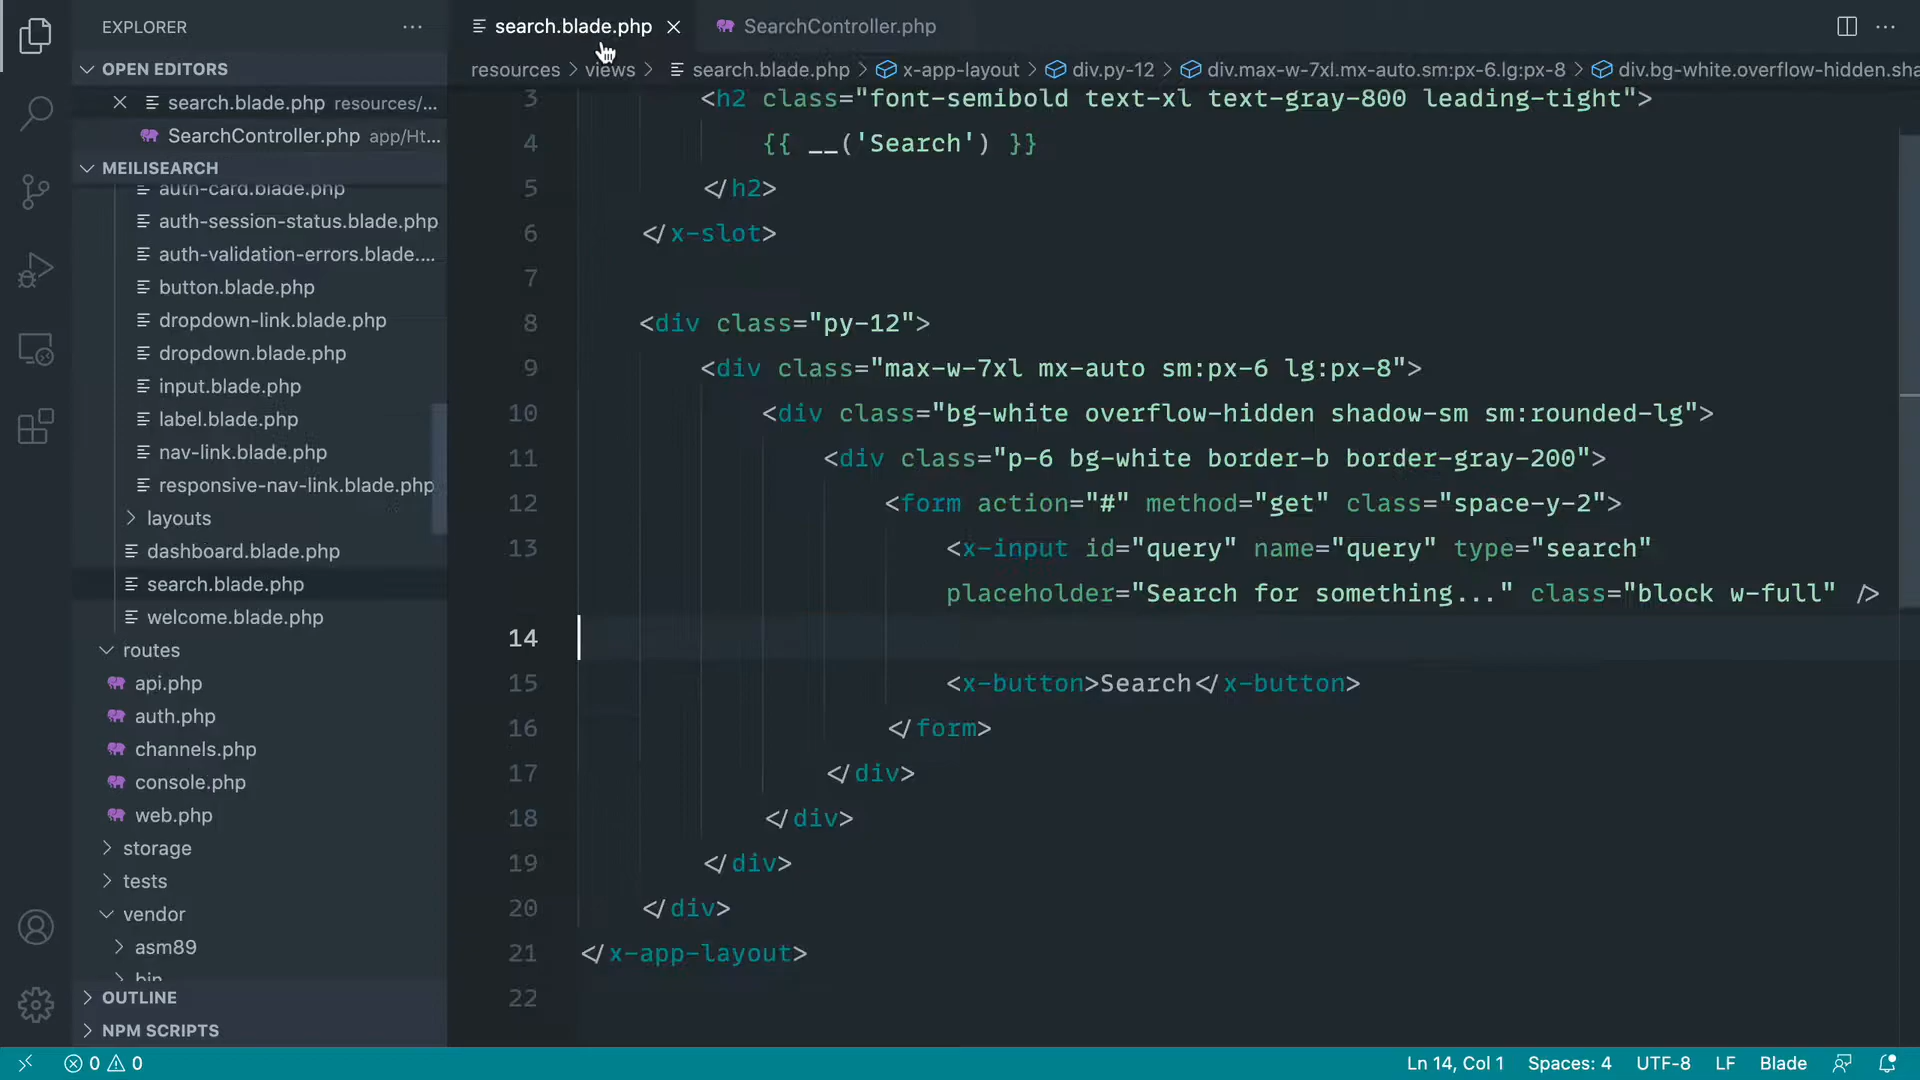 EXPLORER
OPEN EDITORS
search.blade.php resources/...
SearchController.php app/Ht...
MEILISEARCH
auth-card.blade.php
auth-session-status.blade.php
auth-validation-errors.blade....
button.blade.php
dropdown-link.blade.php
dropdown.blade.php
input.blade.php
label.blade.php
nav-link.blade.php
responsive-nav-link.blade.php
layouts
dashboard.blade.php
search.blade.php
welcome.blade.php
routes
api.php
auth.php
channels.php
console.php
web.php
storage
tests
vendor
asm89
bin
OUTLINE
NPM SCRIPTS
search.blade.php
SearchController.php
resources > views > search.blade.php > x-app-layout > div.py-12 > div.max-w-7xl.mx-auto.sm:px-6.lg:px-8 > div.bg-white.overflow-hidden.sha
3 <h2 class="font-semibold text-xl text-gray-800 leading-tight">
4 {{ __('Search') }}
5 </h2>
6 </x-slot>
7
8 <div class="py-12">
9 <div class="max-w-7xl mx-auto sm:px-6 lg:px-8">
10 <div class="bg-white overflow-hidden shadow-sm sm:rounded-lg">
11 <div class="p-6 bg-white border-b border-gray-200">
12 <form action="#" method="get" class="space-y-2">
13 <x-input id="query" name="query" type="search"
placeholder="Search for something..." class="block w-full" />
14
15 <x-button>Search</x-button>
16 </form>
17 </div>
18 </div>
19 </div>
20 </div>
21 </x-app-layout>
22
0 0
Ln 14, Col 1 Spaces: 4 UTF-8 LF Blade